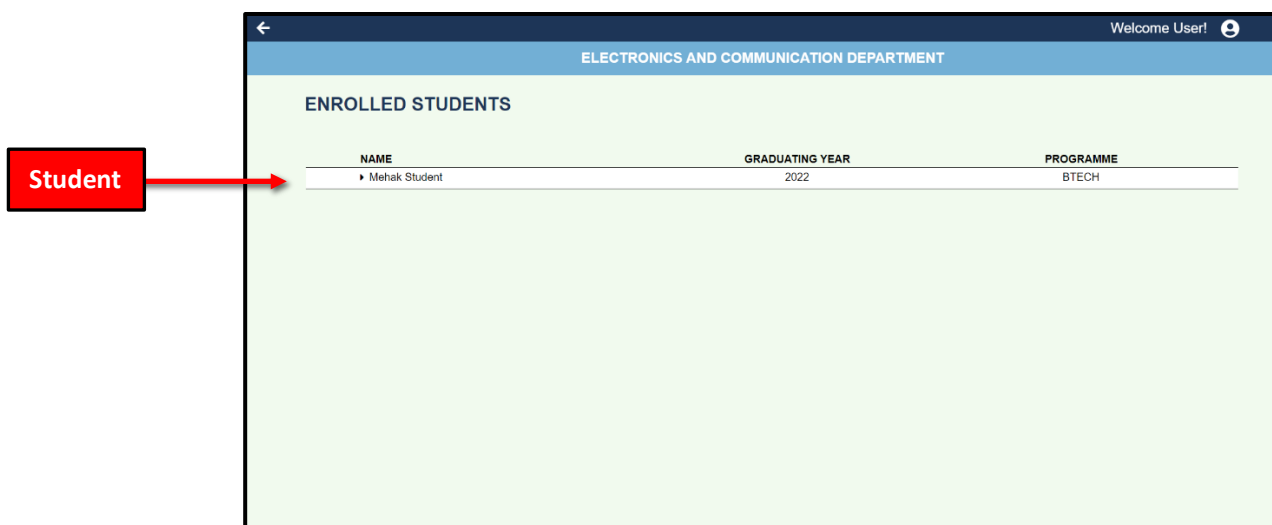 Welcome User!
ELECTRONICS AND COMMUNICATION DEPARTMENT
ENROLLED STUDENTS
NAME GRADUATING YEAR PROGRAMME
Student
Mehak Student 2022 BTECH